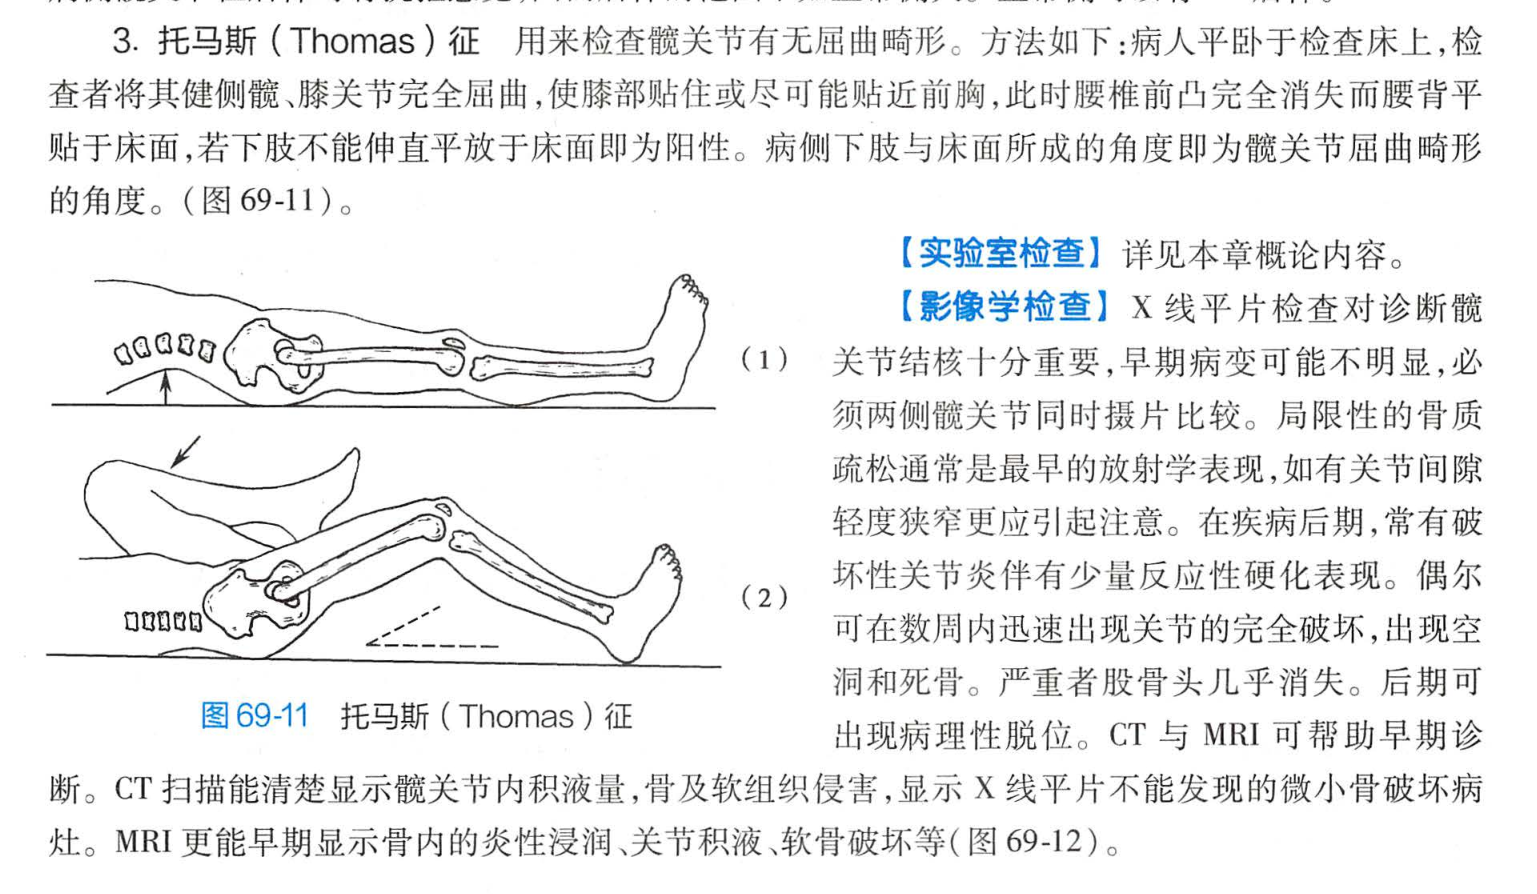 3. 托马斯(Thomas)征 用来检查髋关节有无屈曲畸形。方法如下:病人平卧于检查床上,检
查者将其健侧髋、膝关节完全屈曲,使膝部贴住或尽可能贴近前胸,此时腰椎前凸完全消失而腰背平
贴于床面,若下肢不能伸直平放于床面即为阳性。病侧下肢与床面所成的角度即为髋关节屈曲畸形
的角度。(图 69-11)。
【实验室检查】 详见本章概论内容。
【影像学检查】 X 线平片检查对诊断髋
关节结核十分重要,早期病变可能不明显,必
须两侧髋关节同时摄片比较。局限性的骨质
疏松通常是最早的放射学表现,如有关节间隙
轻度狭窄更应引起注意。在疾病后期,常有破
坏性关节炎伴有少量反应性硬化表现。偶尔
可在数周内迅速出现关节的完全破坏,出现空
洞和死骨。严重者股骨头几乎消失。后期可
出现病理性脱位。CT 与 MRI 可帮助早期诊
断。CT 扫描能清楚显示髋关节内积液量,骨及软组织侵害,显示 X 线平片不能发现的微小骨破坏病
灶。MRI 更能早期显示骨内的炎性浸润、关节积液、软骨破坏等(图 69-12)。
(1)
(2)
图 69-11 托马斯(Thomas)征